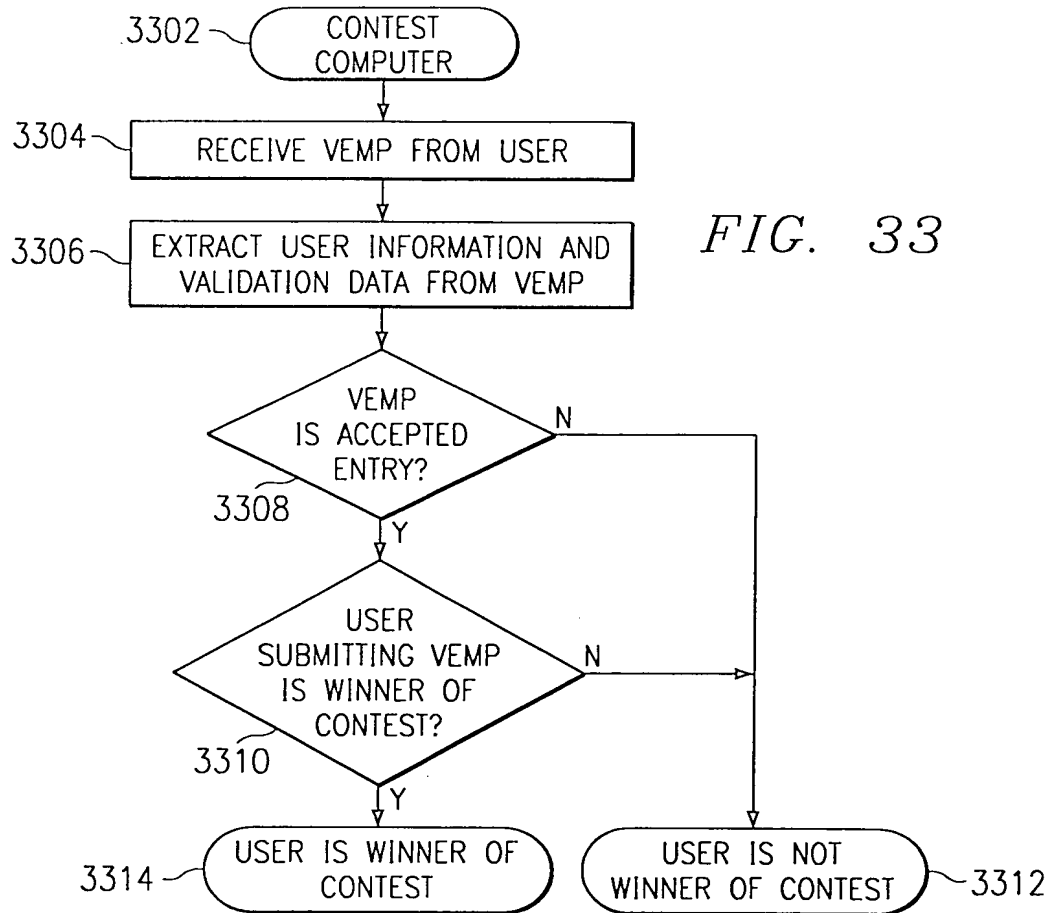 3302
CONTEST
COMPUTER
3304
RECEIVE VEMP FROM USER
3306
EXTRACT USER INFORMATION AND
VALIDATION DATA FROM VEMP
FIG. 33
VEMP
IS ACCEPTED
ENTRY?
N
3308
Y
USER
SUBMITTING VEMP
IS WINNER OF
CONTEST?
N
3310
Y
3314
USER IS WINNER OF
CONTEST
USER IS NOT
WINNER OF CONTEST
3312